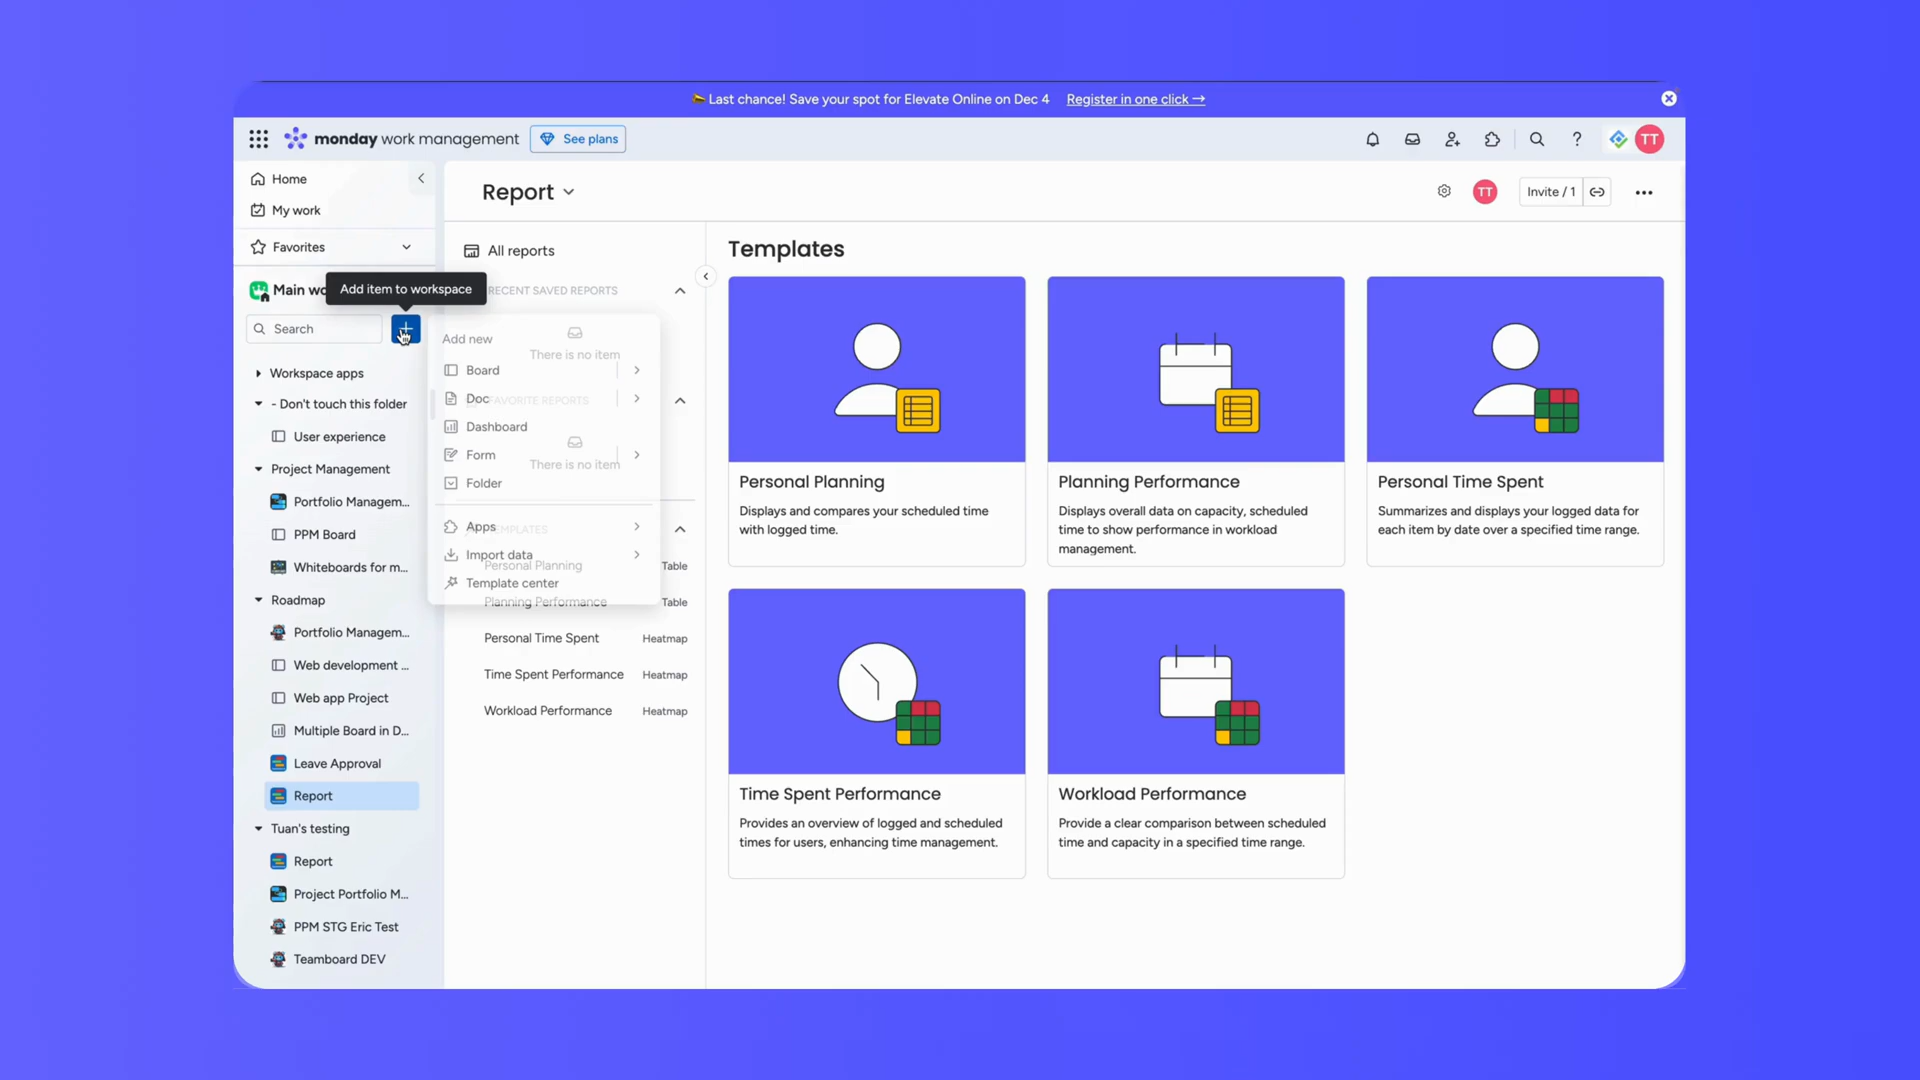 Last chance! Save your spot for Elevate Online on Dec 4 Register in one click →
monday work management See plans
TT
Home
My work
Favorites
Main wo
Add item to workspace
Search
Workspace apps
- Don't touch this folder
User experience
Project Management
Portfolio Managem...
PPM Board
Whiteboards for m...
Roadmap
Portfolio Managem...
Web development ...
Web app Project
Multiple Board in D...
Leave Approval
Report
Tuan's testing
Report
Project Portfolio M...
PPM STG Eric Test
Teamboard DEV
Report
TT
Invite / 1
All reports
RECENT SAVED REPORTS
There is no item
FAVORITE REPORTS
There is no item
TEMPLATES
Personal Planning Table
Planning Performance Table
Personal Time Spent Heatmap
Time Spent Performance Heatmap
Workload Performance Heatmap
Add new
Board
Doc
Dashboard
Form
Folder
Apps
Import data
Template center
Templates
Personal Planning
Displays and compares your scheduled time
with logged time.
Planning Performance
Displays overall data on capacity, scheduled
time to show performance in workload
management.
Personal Time Spent
Summarizes and displays your logged data for
each item by date over a specified time range.
Time Spent Performance
Provides an overview of logged and scheduled
times for users, enhancing time management.
Workload Performance
Provide a clear comparison between scheduled
time and capacity in a specified time range.